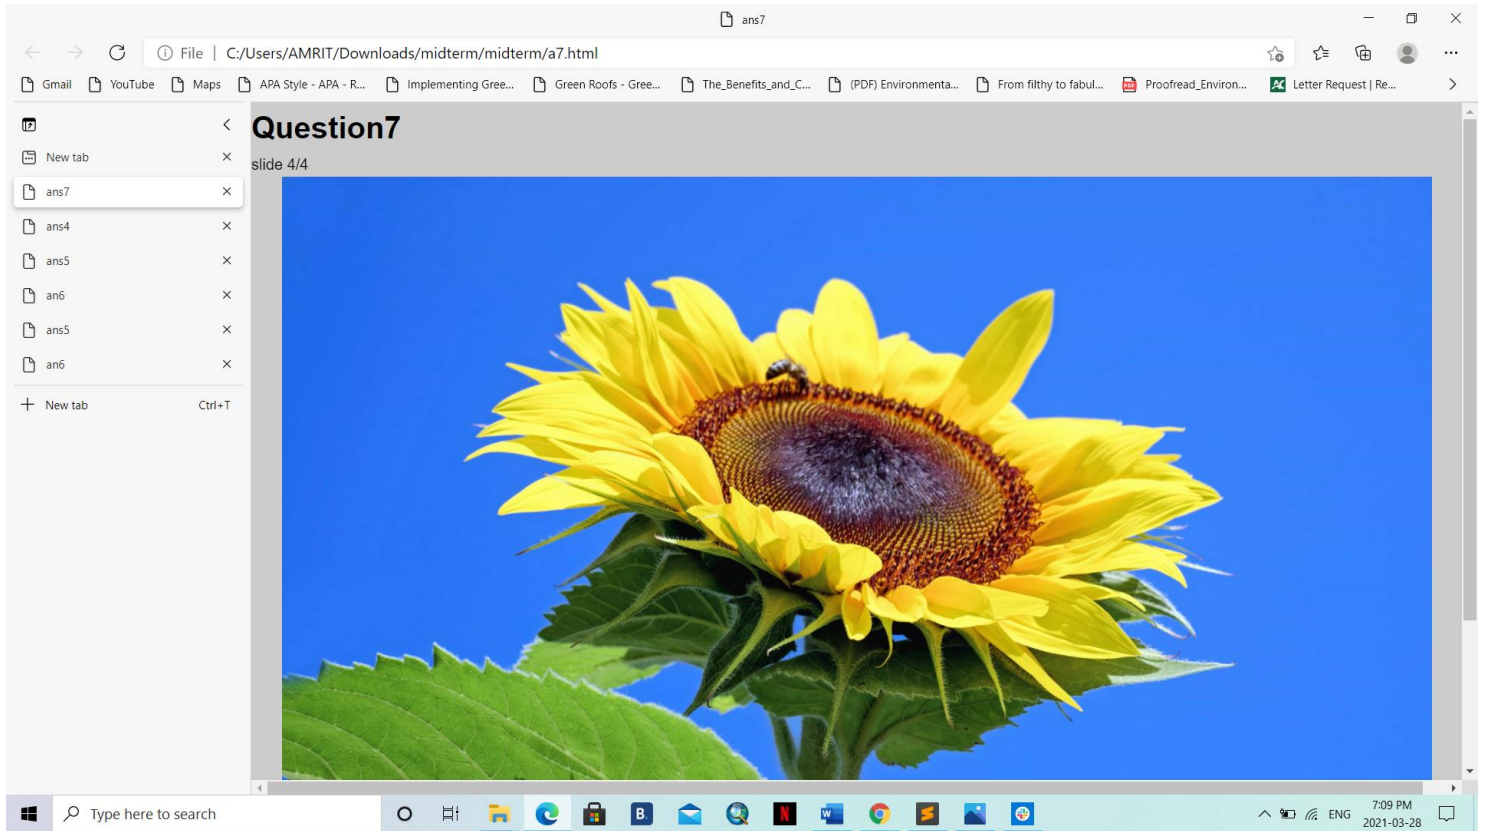 ans7
File | C:/Users/AMRIT/Downloads/midterm/midterm/a7.html
Gmail YouTube Maps APA Style - APA - R... Implementing Gree... Green Roofs - Gree... The_Benefits_and_C... (PDF) Environmenta... From filthy to fabul... PDF Proofread_Environ... AC Letter Request | Re...
Question7
New tab
slide 4/4
ans7
ans4
ans5
an6
ans5
an6
New tab Ctrl+T
Type here to search
B.
N
ENG
7:09 PM
2021-03-28